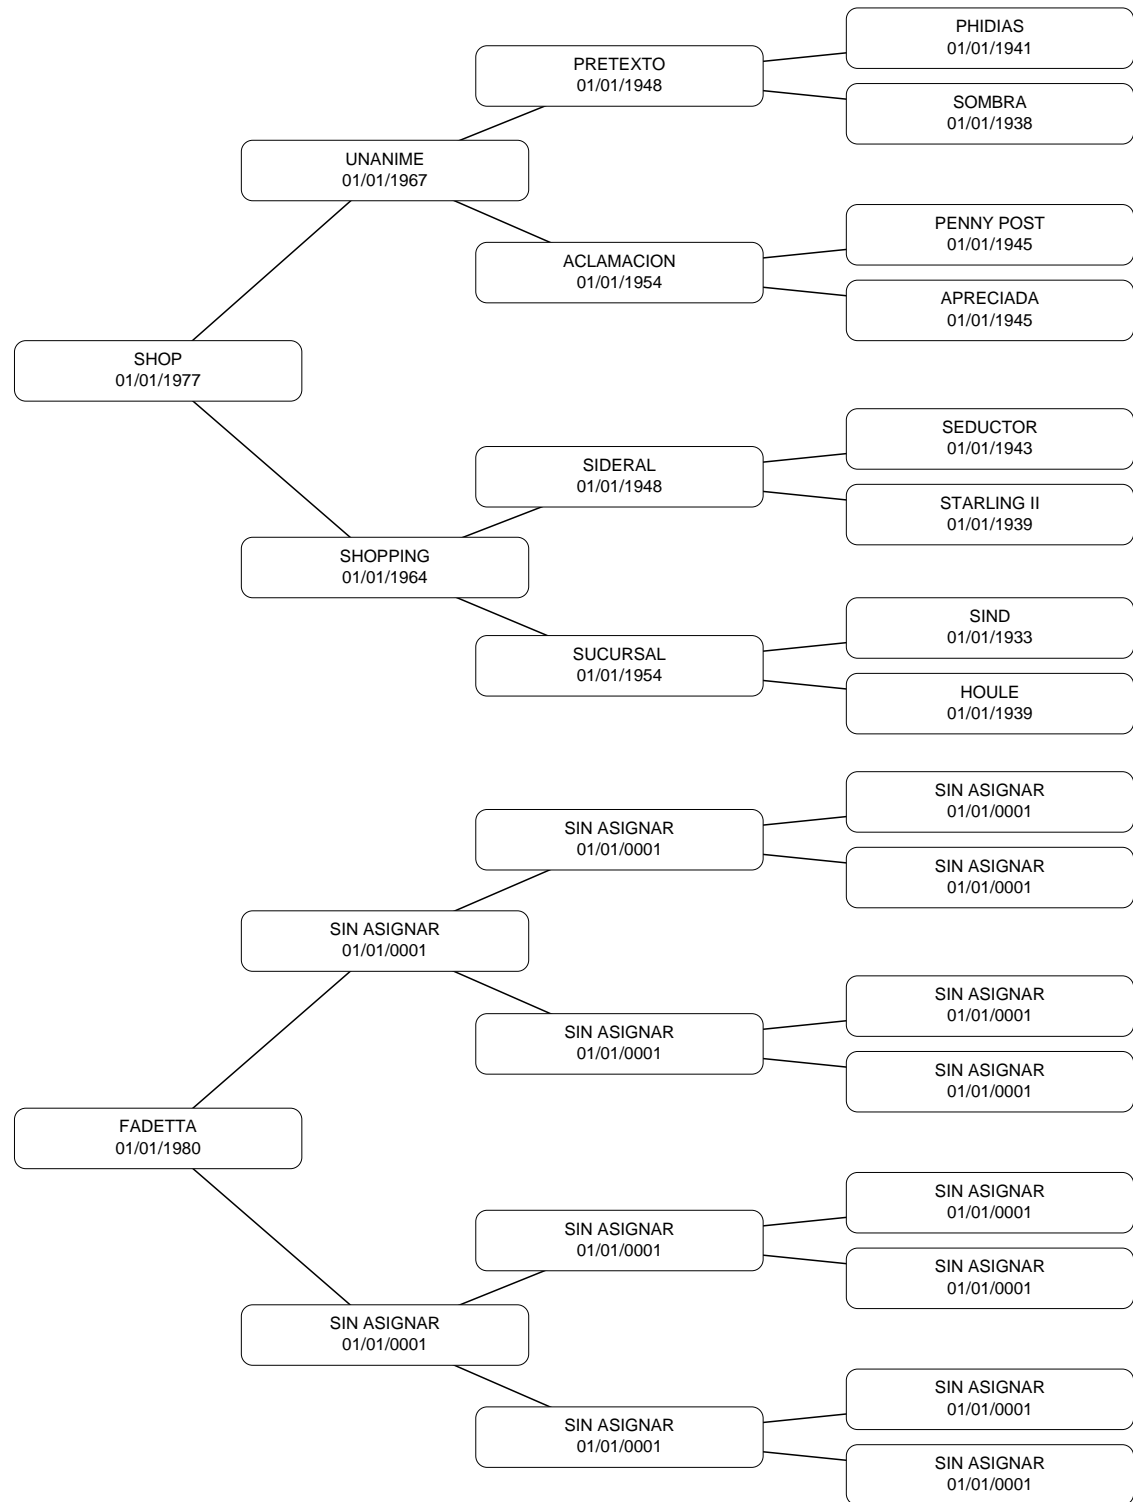 PHIDIAS
01/01/1941
PRETEXTO
01/01/1948
SOMBRA
01/01/1938
UNANIME
01/01/1967
PENNY POST
01/01/1945
ACLAMACION
01/01/1954
APRECIADA
01/01/1945
SHOP
01/01/1977
SEDUCTOR
01/01/1943
SIDERAL
01/01/1948
STARLING II
01/01/1939
SHOPPING
01/01/1964
SIND
01/01/1933
SUCURSAL
01/01/1954
HOULE
01/01/1939
SIN ASIGNAR
01/01/0001
SIN ASIGNAR
01/01/0001
SIN ASIGNAR
01/01/0001
SIN ASIGNAR
01/01/0001
SIN ASIGNAR
01/01/0001
SIN ASIGNAR
01/01/0001
SIN ASIGNAR
01/01/0001
FADETTA
01/01/1980
SIN ASIGNAR
01/01/0001
SIN ASIGNAR
01/01/0001
SIN ASIGNAR
01/01/0001
SIN ASIGNAR
01/01/0001
SIN ASIGNAR
01/01/0001
SIN ASIGNAR
01/01/0001
SIN ASIGNAR
01/01/0001